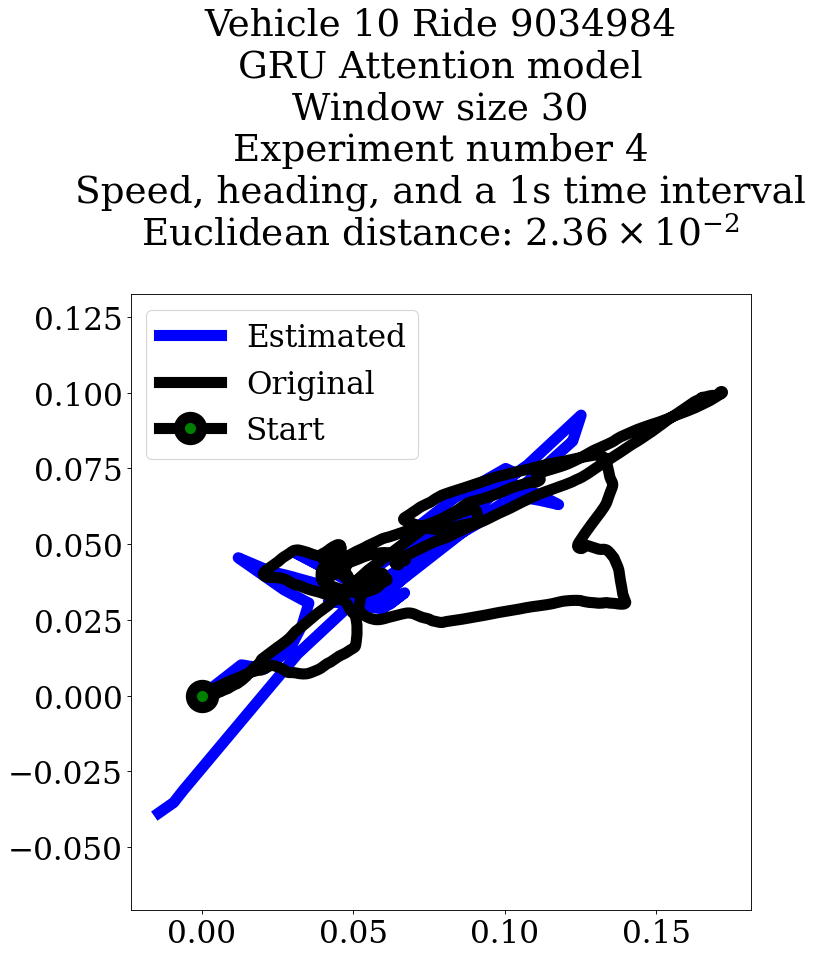 Vehicle 10 Ride 9034984
GRU Attention model
Window size 30
Experiment number 4
Speed, heading, and a 1s time interval
Euclidean distance: 2.36 × 10⁻²
Estimated
Original
Start
0.125
0.100
0.075
0.050
0.025
0.000
−0.025
−0.050
0.00 0.05 0.10 0.15